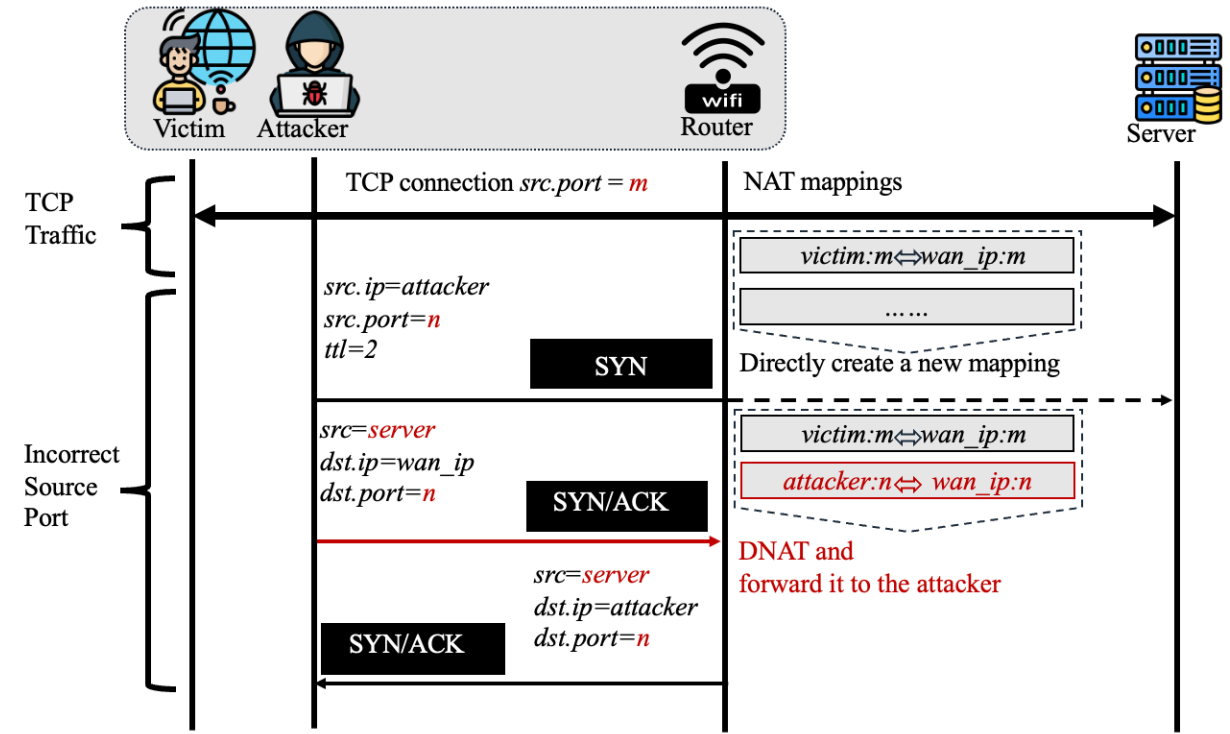 Victim
Attacker
wifi
Router
Server
TCP connection src.port = m
NAT mappings
TCP
Traffic
victim:m⇔wan_ip:m
……
src.ip=attacker
src.port=n
ttl=2
SYN
Directly create a new mapping
Incorrect
Source
Port
src=server
dst.ip=wan_ip
dst.port=n
SYN/ACK
victim:m⇔wan_ip:m
attacker:n⇔ wan_ip:n
DNAT and
forward it to the attacker
src=server
dst.ip=attacker
dst.port=n
SYN/ACK